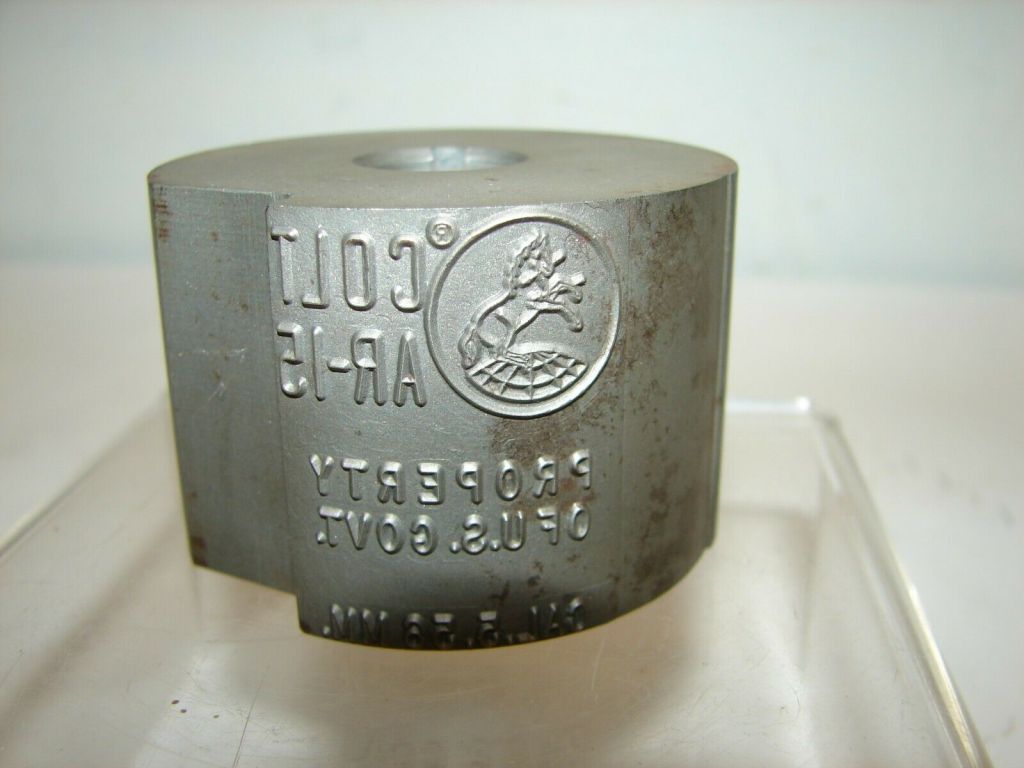 COLT ®
AR-15
PROPERTY
OF U.S. GOVT.
CAL 5.56 MM.